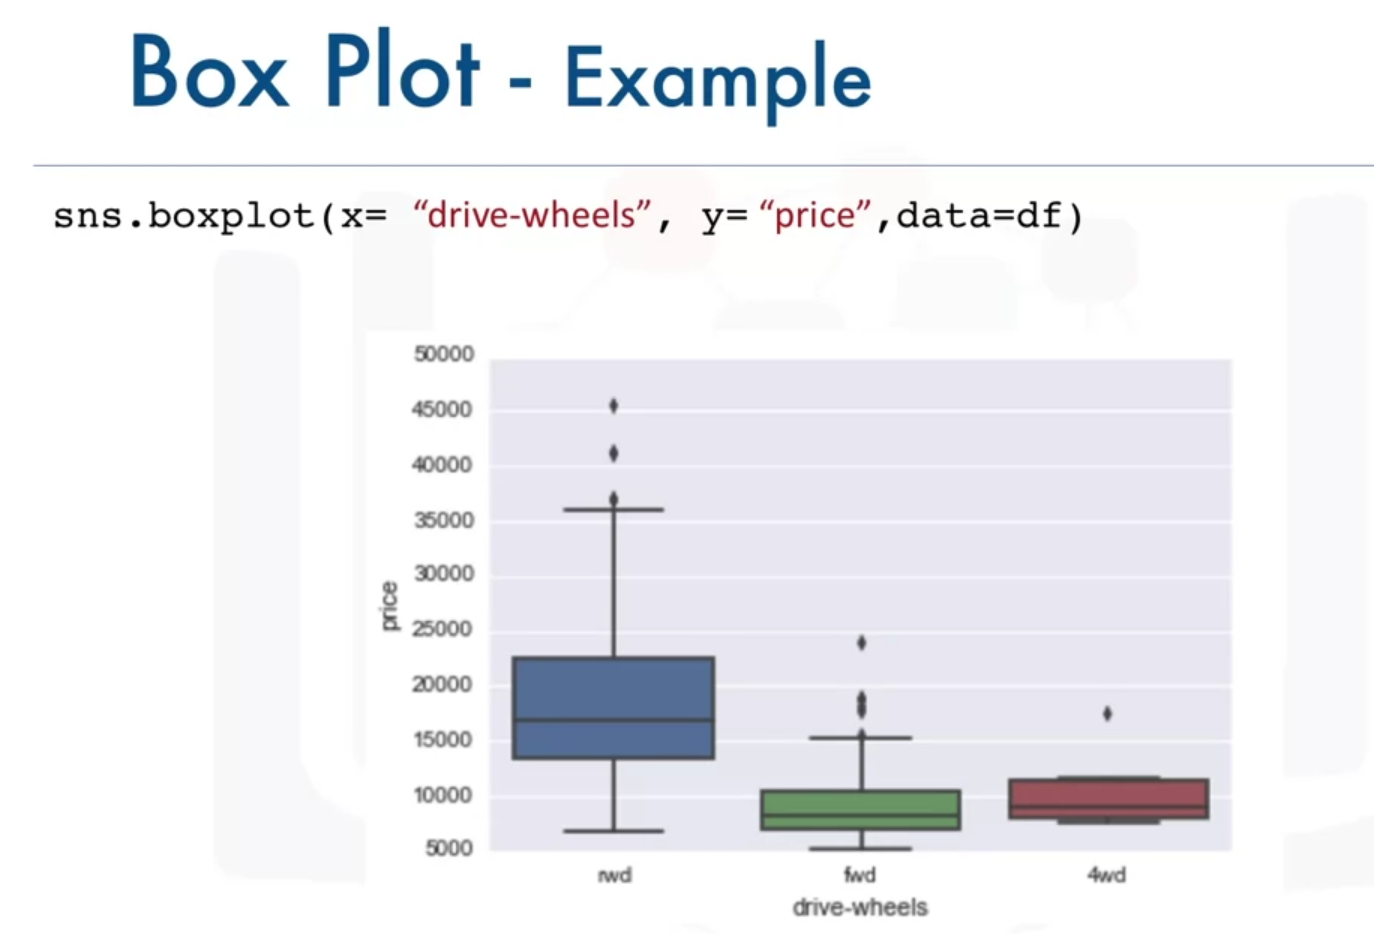 Box Plot - Example
sns.boxplot(x= “drive-wheels”, y= “price”,data=df)
50000
45000
40000
35000
30000
25000
20000
15000
10000
5000
price
rwd fwd 4wd
drive-wheels